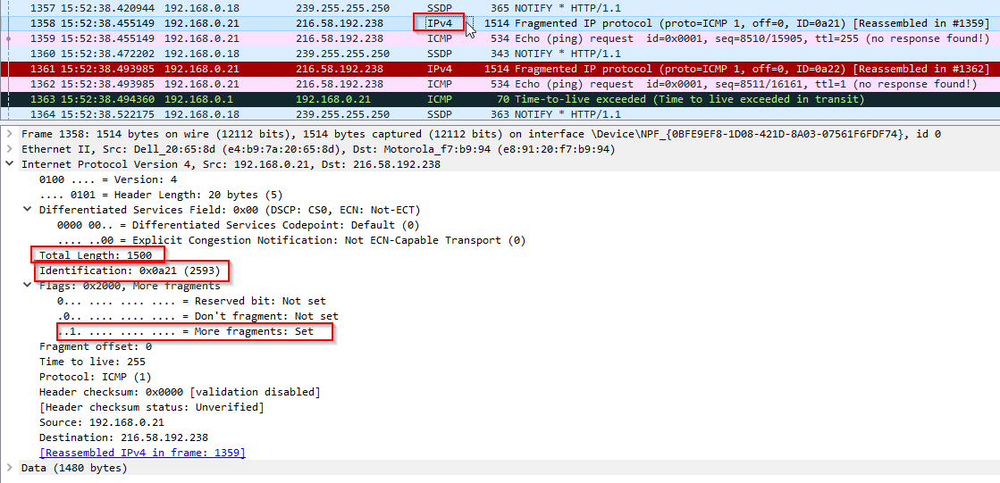 1357 15:52:38.420944 192.168.0.18 239.255.255.250 SSDP 365 NOTIFY * HTTP/1.1
1358 15:52:38.455149 192.168.0.21 216.58.192.238 IPv4 1514 Fragmented IP protocol (proto=ICMP 1, off=0, ID=0a21) [Reassembled in #1359]
1359 15:52:38.455149 192.168.0.21 216.58.192.238 ICMP 534 Echo (ping) request id=0x0001, seq=8510/15905, ttl=255 (no response found!)
1360 15:52:38.472202 192.168.0.18 239.255.255.250 SSDP 343 NOTIFY * HTTP/1.1
1361 15:52:38.493985 192.168.0.21 216.58.192.238 IPv4 1514 Fragmented IP protocol (proto=ICMP 1, off=0, ID=0a22) [Reassembled in #1362]
1362 15:52:38.493985 192.168.0.21 216.58.192.238 ICMP 534 Echo (ping) request id=0x0001, seq=8511/16161, ttl=1 (no response found!)
1363 15:52:38.494360 192.168.0.1 192.168.0.21 ICMP 70 Time-to-live exceeded (Time to live exceeded in transit)
1364 15:52:38.522175 192.168.0.18 239.255.255.250 SSDP 363 NOTIFY * HTTP/1.1
Frame 1358: 1514 bytes on wire (12112 bits), 1514 bytes captured (12112 bits) on interface \Device\NPF_{0BFE9EF8-1D08-421D-8A03-07561F6FDF74}, id 0
Ethernet II, Src: Dell_20:65:8d (e4:b9:7a:20:65:8d), Dst: Motorola_f7:b9:94 (e8:91:20:f7:b9:94)
Internet Protocol Version 4, Src: 192.168.0.21, Dst: 216.58.192.238
0100 .... = Version: 4
.... 0101 = Header Length: 20 bytes (5)
Differentiated Services Field: 0x00 (DSCP: CS0, ECN: Not-ECT)
0000 00.. = Differentiated Services Codepoint: Default (0)
.... ..00 = Explicit Congestion Notification: Not ECN-Capable Transport (0)
Total Length: 1500
Identification: 0x0a21 (2593)
Flags: 0x2000, More fragments
0... .... .... .... = Reserved bit: Not set
.0.. .... .... .... = Don't fragment: Not set
..1. .... .... .... = More fragments: Set
Fragment offset: 0
Time to live: 255
Protocol: ICMP (1)
Header checksum: 0x0000 [validation disabled]
[Header checksum status: Unverified]
Source: 192.168.0.21
Destination: 216.58.192.238
[Reassembled IPv4 in frame: 1359]
Data (1480 bytes)